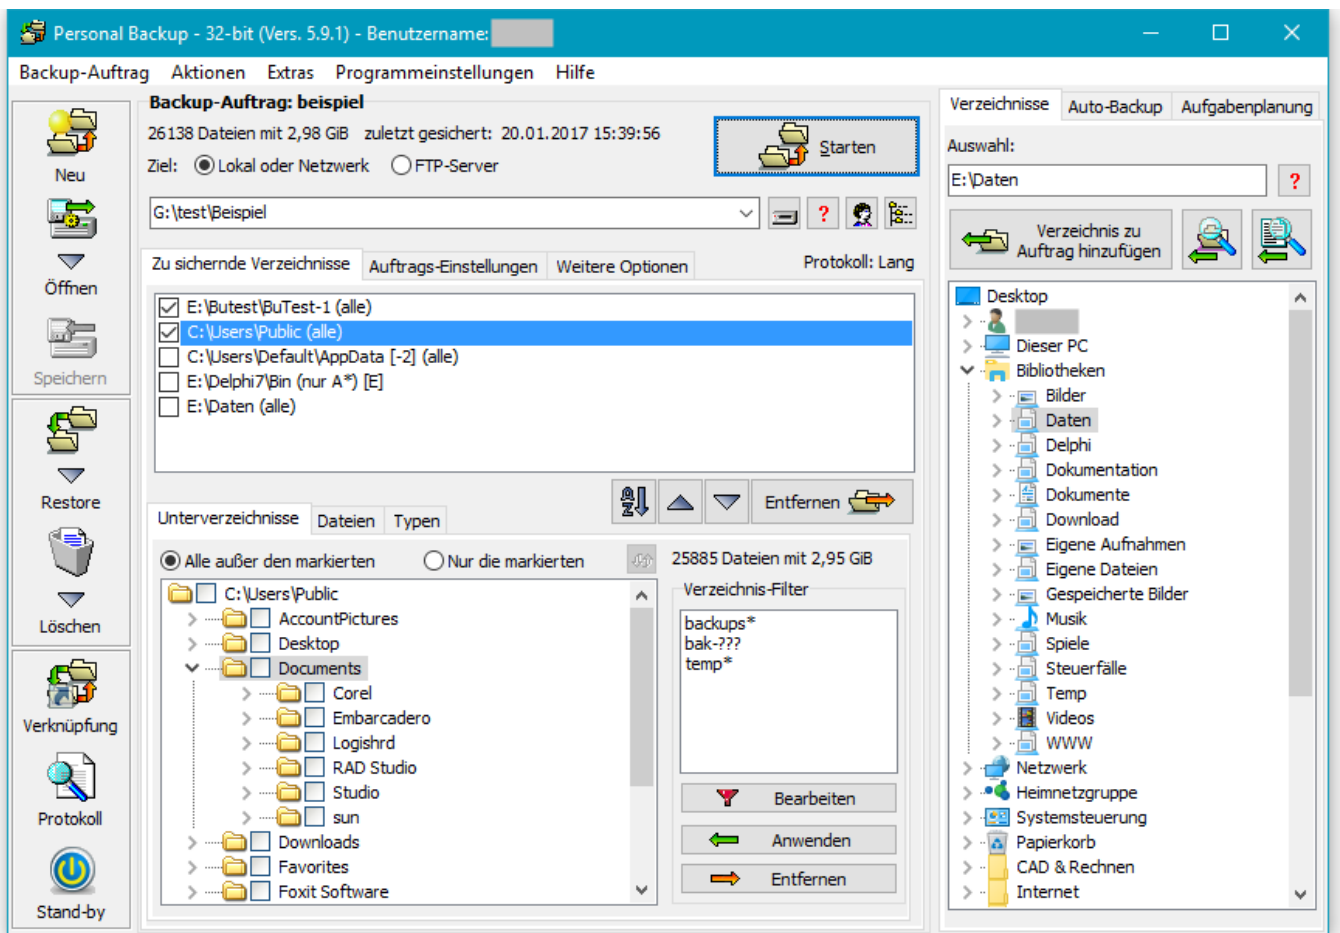 Personal Backup - 32-bit (Vers. 5.9.1) - Benutzername:
Backup-Auftrag Aktionen Extras Programmeinstellungen Hilfe
Neu
Öffnen
Speichern
Restore
Löschen
Verknüpfung
Protokoll
Stand-by
Backup-Auftrag: beispiel
26138 Dateien mit 2,98 GiB zuletzt gesichert: 20.01.2017 15:39:56
Ziel: Lokal oder Netzwerk FTP-Server
Starten
G:\test\Beispiel
?
Zu sichernde Verzeichnisse Auftrags-Einstellungen Weitere Optionen Protokoll: Lang
E:\Butest\BuTest-1 (alle)
C:\Users\Public (alle)
C:\Users\Default\AppData [-2] (alle)
E:\Delphi7\Bin (nur A*) [E]
E:\Daten (alle)
A
Z
Entfernen
Unterverzeichnisse Dateien Typen
Alle außer den markierten Nur die markierten
25885 Dateien mit 2,95 GiB
C:\Users\Public
AccountPictures
Desktop
Documents
Corel
Embarcadero
Logishrd
RAD Studio
Studio
sun
Downloads
Favorites
Foxit Software
Verzeichnis-Filter
backups*
bak-???
temp*
Bearbeiten
Anwenden
Entfernen
Verzeichnisse Auto-Backup Aufgabenplanung
Auswahl:
E:\Daten
?
Verzeichnis zu
Auftrag hinzufügen
Desktop
Dieser PC
Bibliotheken
Bilder
Daten
Delphi
Dokumentation
Dokumente
Download
Eigene Aufnahmen
Eigene Dateien
Gespeicherte Bilder
Musik
Spiele
Steuerfälle
Temp
Videos
WWW
Netzwerk
Heimnetzgruppe
Systemsteuerung
Papierkorb
CAD & Rechnen
Internet